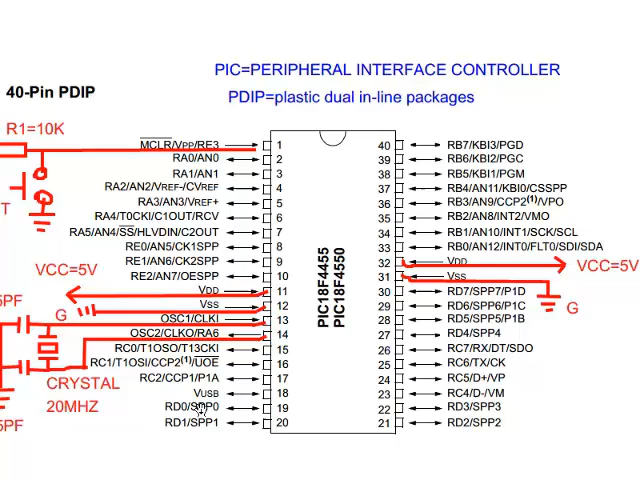 PIC=PERIPHERAL INTERFACE CONTROLLER
40-Pin PDIP
PDIP=plastic dual in-line packages
R1=10K
MCLR/VPP/RE3 1 40 RB7/KBI3/PGD
RA0/AN0 2 39 RB6/KBI2/PGC
RA1/AN1 3 38 RB5/KBI1/PGM
RA2/AN2/VREF-/CVREF 4 37 RB4/AN11/KBI0/CSSPP
RA3/AN3/VREF+ 5 36 RB3/AN9/CCP2(1)/VPO
T
RA4/T0CKI/C1OUT/RCV 6 35 RB2/AN8/INT2/VMO
RA5/AN4/SS/HLVDIN/C2OUT 7 34 RB1/AN10/INT1/SCK/SCL
RE0/AN5/CK1SPP 8 33 RB0/AN12/INT0/FLT0/SDI/SDA
RE1/AN6/CK2SPP 9 32 VDD
VCC=5V
VCC=5V
RE2/AN7/OESPP 10 31 VSS
VDD 11 30 RD7/SPP7/P1D
5PF
VSS 12 29 RD6/SPP6/P1C
G
G
OSC1/CLKI 13 28 RD5/SPP5/P1B
OSC2/CLKO/RA6 14 27 RD4/SPP4
RC0/T1OSO/T13CKI 15 26 RC7/RX/DT/SDO
RC1/T1OSI/CCP2(1)/UOE 16 25 RC6/TX/CK
RC2/CCP1/P1A 17 24 RC5/D+/VP
CRYSTAL
VUSB 18 23 RC4/D-/VM
20MHZ
RD0/SPP0 19 22 RD3/SPP3
RD1/SPP1 20 21 RD2/SPP2
5PF
PIC18F4455
PIC18F4550